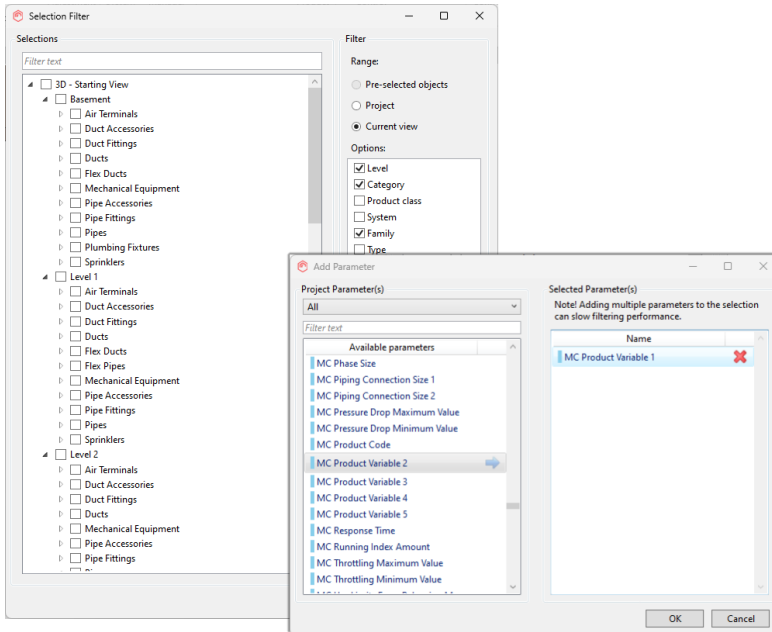 Selection Filter
Selections
Filter text
3D - Starting View
Basement
Air Terminals
Duct Accessories
Duct Fittings
Ducts
Flex Ducts
Mechanical Equipment
Pipe Accessories
Pipe Fittings
Pipes
Plumbing Fixtures
Sprinklers
Level 1
Air Terminals
Duct Accessories
Duct Fittings
Ducts
Flex Ducts
Flex Pipes
Mechanical Equipment
Pipe Accessories
Pipe Fittings
Pipes
Sprinklers
Level 2
Air Terminals
Duct Accessories
Duct Fittings
Ducts
Mechanical Equipment
Pipe Accessories
Pipe Fittings
Filter
Range:
Pre-selected objects
Project
Current view
Options:
Level
Category
Product class
System
Family
Type
Add Parameter
Project Parameter(s)
All
Filter text
Available parameters
MC Phase Size
MC Piping Connection Size 1
MC Piping Connection Size 2
MC Pressure Drop Maximum Value
MC Pressure Drop Minimum Value
MC Product Code
MC Product Variable 2
MC Product Variable 3
MC Product Variable 4
MC Product Variable 5
MC Response Time
MC Running Index Amount
MC Throttling Maximum Value
MC Throttling Minimum Value
Selected Parameter(s)
Note! Adding multiple parameters to the selection
can slow filtering performance.
Name
MC Product Variable 1
OK
Cancel